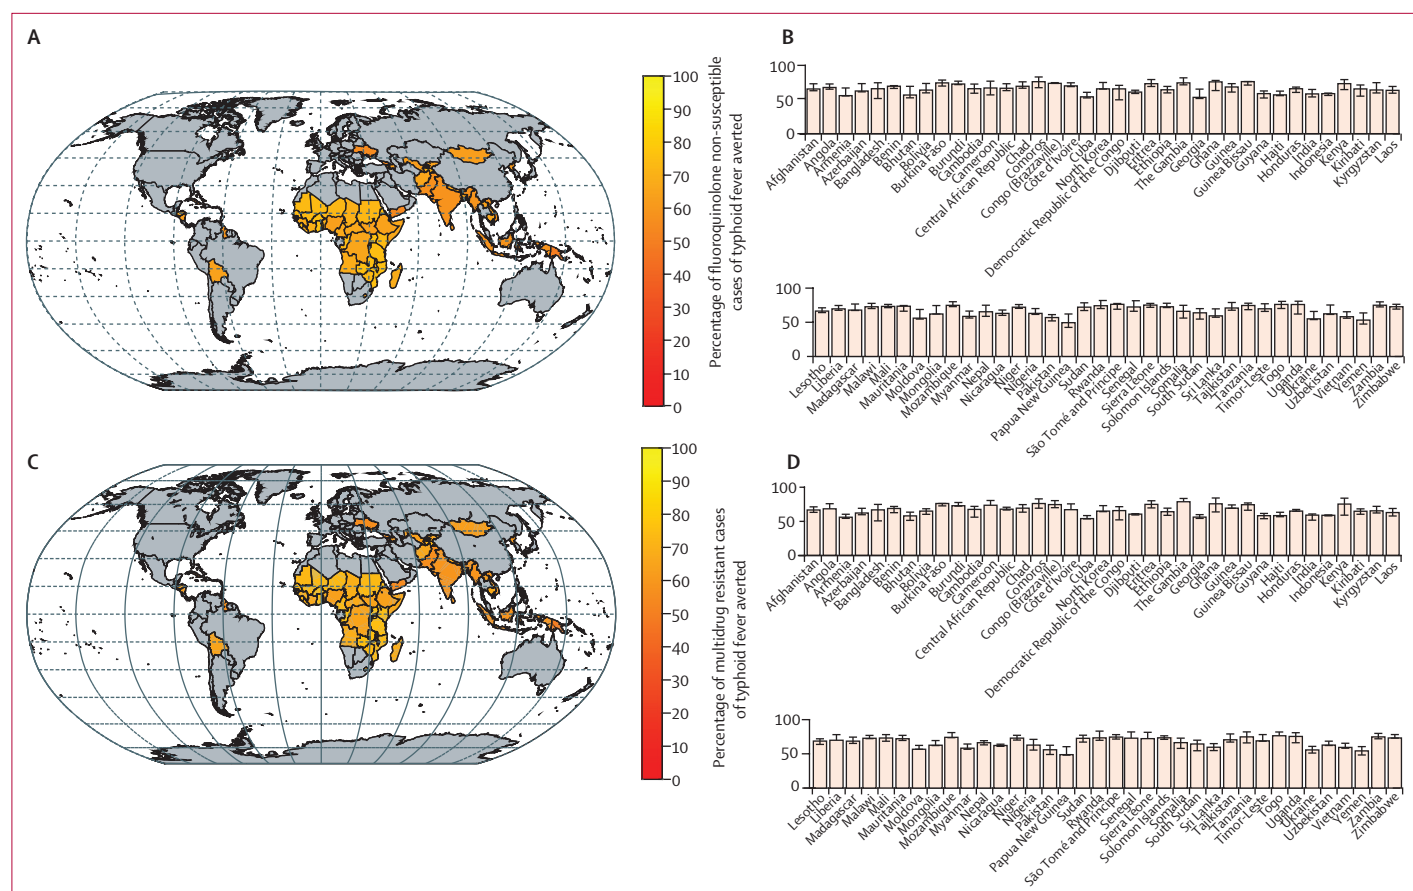 A
100
90
80
70
60
50
40
30
20
10
0
Percentage of fluoroquinolone non-susceptible
cases of typhoid fever averted
B
100
50
0
Afghanistan
Angola
Armenia
Azerbaijan
Bangladesh
Benin
Bhutan
Bolivia
Burkina Faso
Burundi
Cambodia
Cameroon
Central African Republic
Chad
Comoros
Congo (Brazzaville)
Côte d'Ivoire
Cuba
North Korea
Democratic Republic of the Congo
Djibouti
Eritrea
Ethiopia
The Gambia
Georgia
Ghana
Guinea
Guinea Bissau
Guyana
Haiti
Honduras
India
Indonesia
Kenya
Kiribati
Kyrgyzstan
Laos
100
50
0
Lesotho
Liberia
Madagascar
Malawi
Mali
Mauritania
Moldova
Mongolia
Mozambique
Myanmar
Nepal
Nicaragua
Niger
Nigeria
Pakistan
Papua New Guinea
Sudan
Rwanda
São Tomé and Príncipe
Senegal
Sierra Leone
Solomon Islands
Somalia
South Sudan
Sri Lanka
Tajikistan
Tanzania
Timor-Leste
Togo
Uganda
Ukraine
Uzbekistan
Vietnam
Yemen
Zambia
Zimbabwe
C
100
90
80
70
60
50
40
30
20
10
0
Percentage of multidrug resistant cases
of typhoid fever averted
D
100
50
0
Afghanistan
Angola
Armenia
Azerbaijan
Bangladesh
Benin
Bhutan
Bolivia
Burkina Faso
Burundi
Cambodia
Cameroon
Central African Republic
Chad
Comoros
Congo (Brazzaville)
Côte d'Ivoire
Cuba
North Korea
Democratic Republic of the Congo
Djibouti
Eritrea
Ethiopia
The Gambia
Georgia
Ghana
Guinea
Guinea Bissau
Guyana
Haiti
Honduras
India
Indonesia
Kenya
Kiribati
Kyrgyzstan
Laos
100
50
0
Lesotho
Liberia
Madagascar
Malawi
Mali
Mauritania
Moldova
Mongolia
Mozambique
Myanmar
Nepal
Nicaragua
Niger
Nigeria
Pakistan
Papua New Guinea
Sudan
Rwanda
São Tomé and Príncipe
Senegal
Sierra Leone
Solomon Islands
Somalia
South Sudan
Sri Lanka
Tajikistan
Tanzania
Timor-Leste
Togo
Uganda
Ukraine
Uzbekistan
Vietnam
Yemen
Zambia
Zimbabwe